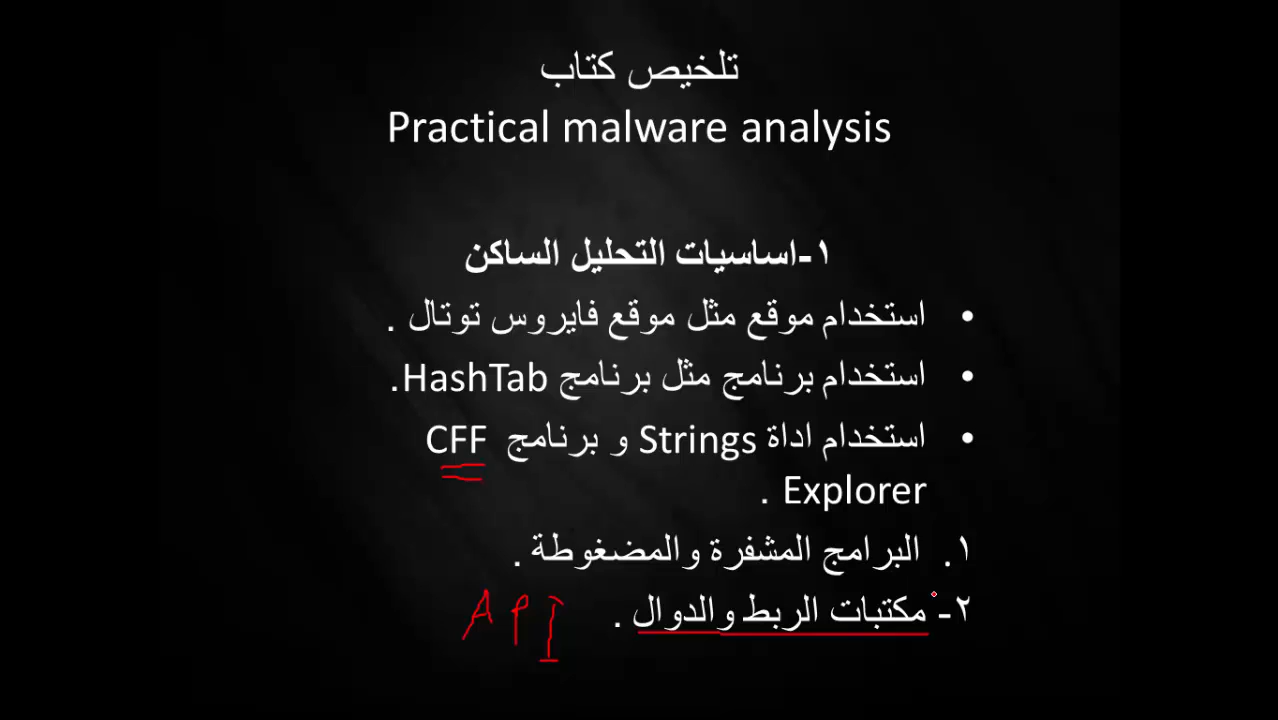 تلخيص كتاب
Practical malware analysis
١-اساسيات التحليل الساكن
• استخدام موقع مثل موقع فايروس توتال .
• استخدام برنامج مثل برنامج HashTab.
• استخدام اداة Strings و برنامج CFF
Explorer .
١. البرامج المشفرة والمضغوطة .
٢-مكتبات الربط والدوال .
API